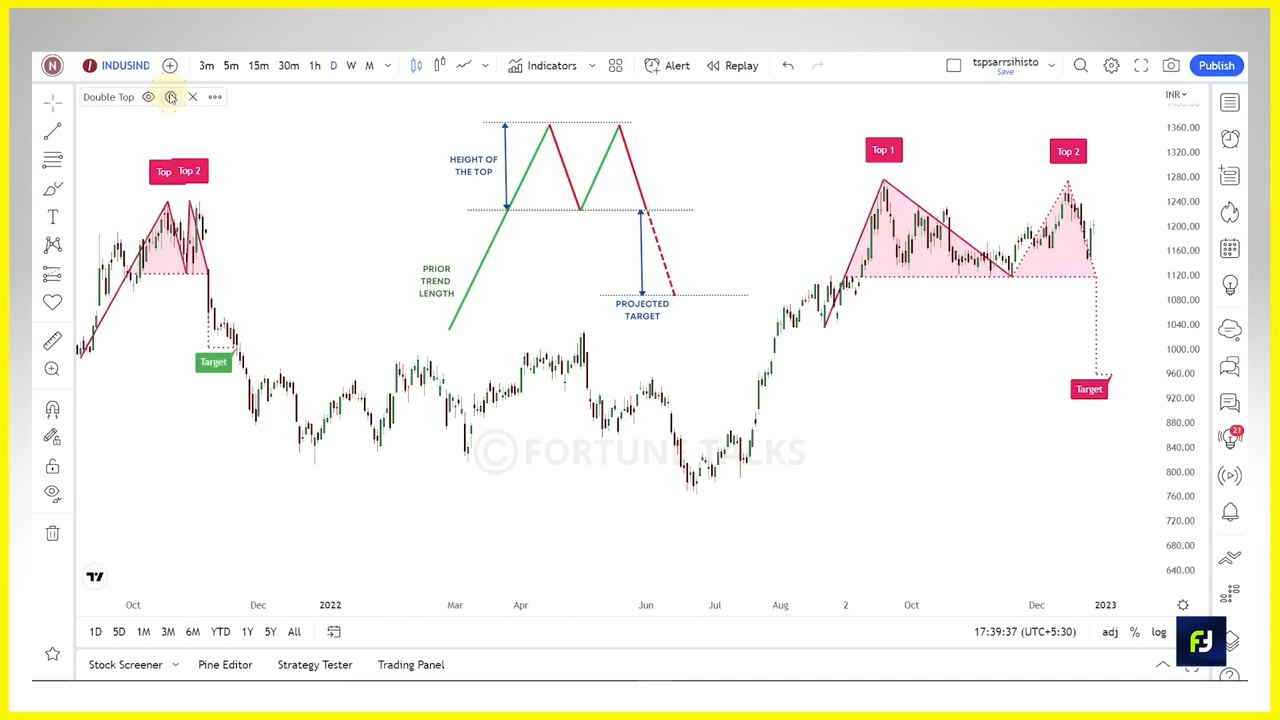 N INDUSIND 3m 5m 15m 30m 1h D W M Indicators Alert Replay tspsarrsihisto Save Publish
Double Top
INR
1400.00
1360.00
1320.00
1280.00
1240.00
1200.00
1160.00
1120.00
1080.00
1040.00
1000.00
960.00
920.00
880.00
840.00
800.00
760.00
720.00
680.00
640.00
Top Top 2
Target
HEIGHT OF
THE TOP
PRIOR
TREND
LENGTH
PROJECTED
TARGET
Top 1
Top 2
Target
© FORTUNE TALKS
21
Oct Dec 2022 Mar Apr Jun Jul Aug 2 Oct Dec 2023
1D 5D 1M 3M 6M YTD 1Y 5Y All 17:39:37 (UTC+5:30) adj % log
Stock Screener Pine Editor Strategy Tester Trading Panel